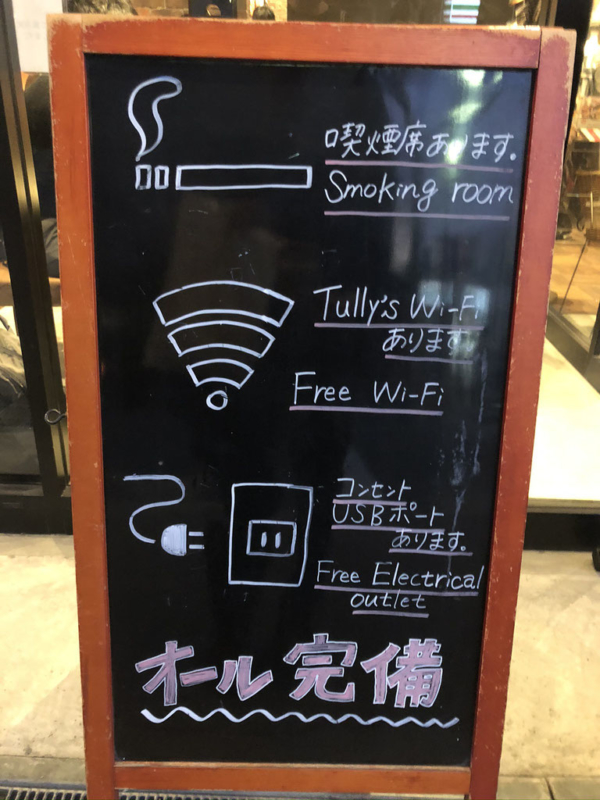 喫煙席あります。
Smoking room
Tully's Wi-Fi
あります。
Free Wi-Fi
コンセント
USBポート
あります。
Free Electrical
outlet
オール完備